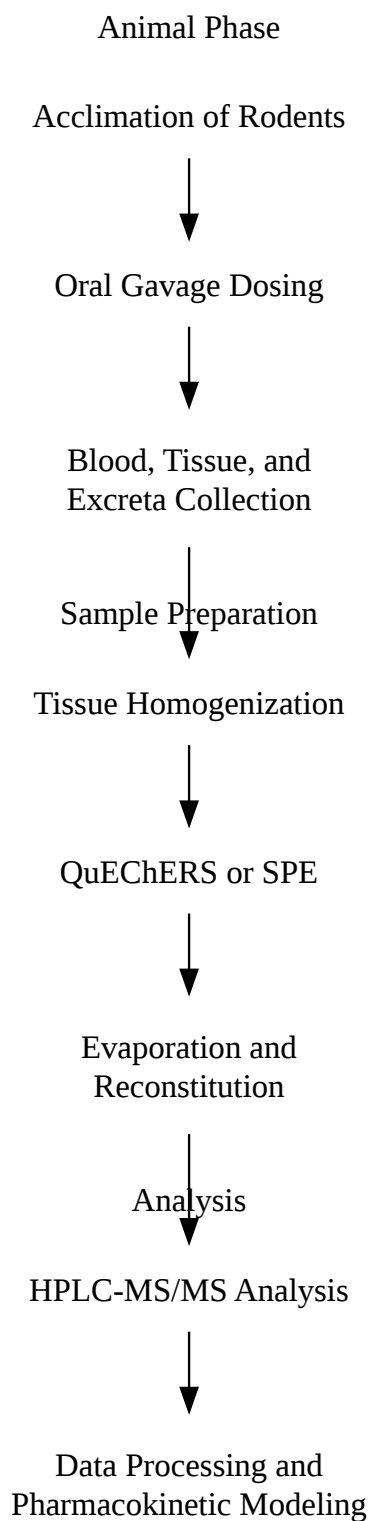 Animal Phase
Acclimation of Rodents
Oral Gavage Dosing
Blood, Tissue, and
Excreta Collection
Sample Preparation
Tissue Homogenization
QuEChERS or SPE
Evaporation and
Reconstitution
Analysis
HPLC-MS/MS Analysis
Data Processing and
Pharmacokinetic Modeling